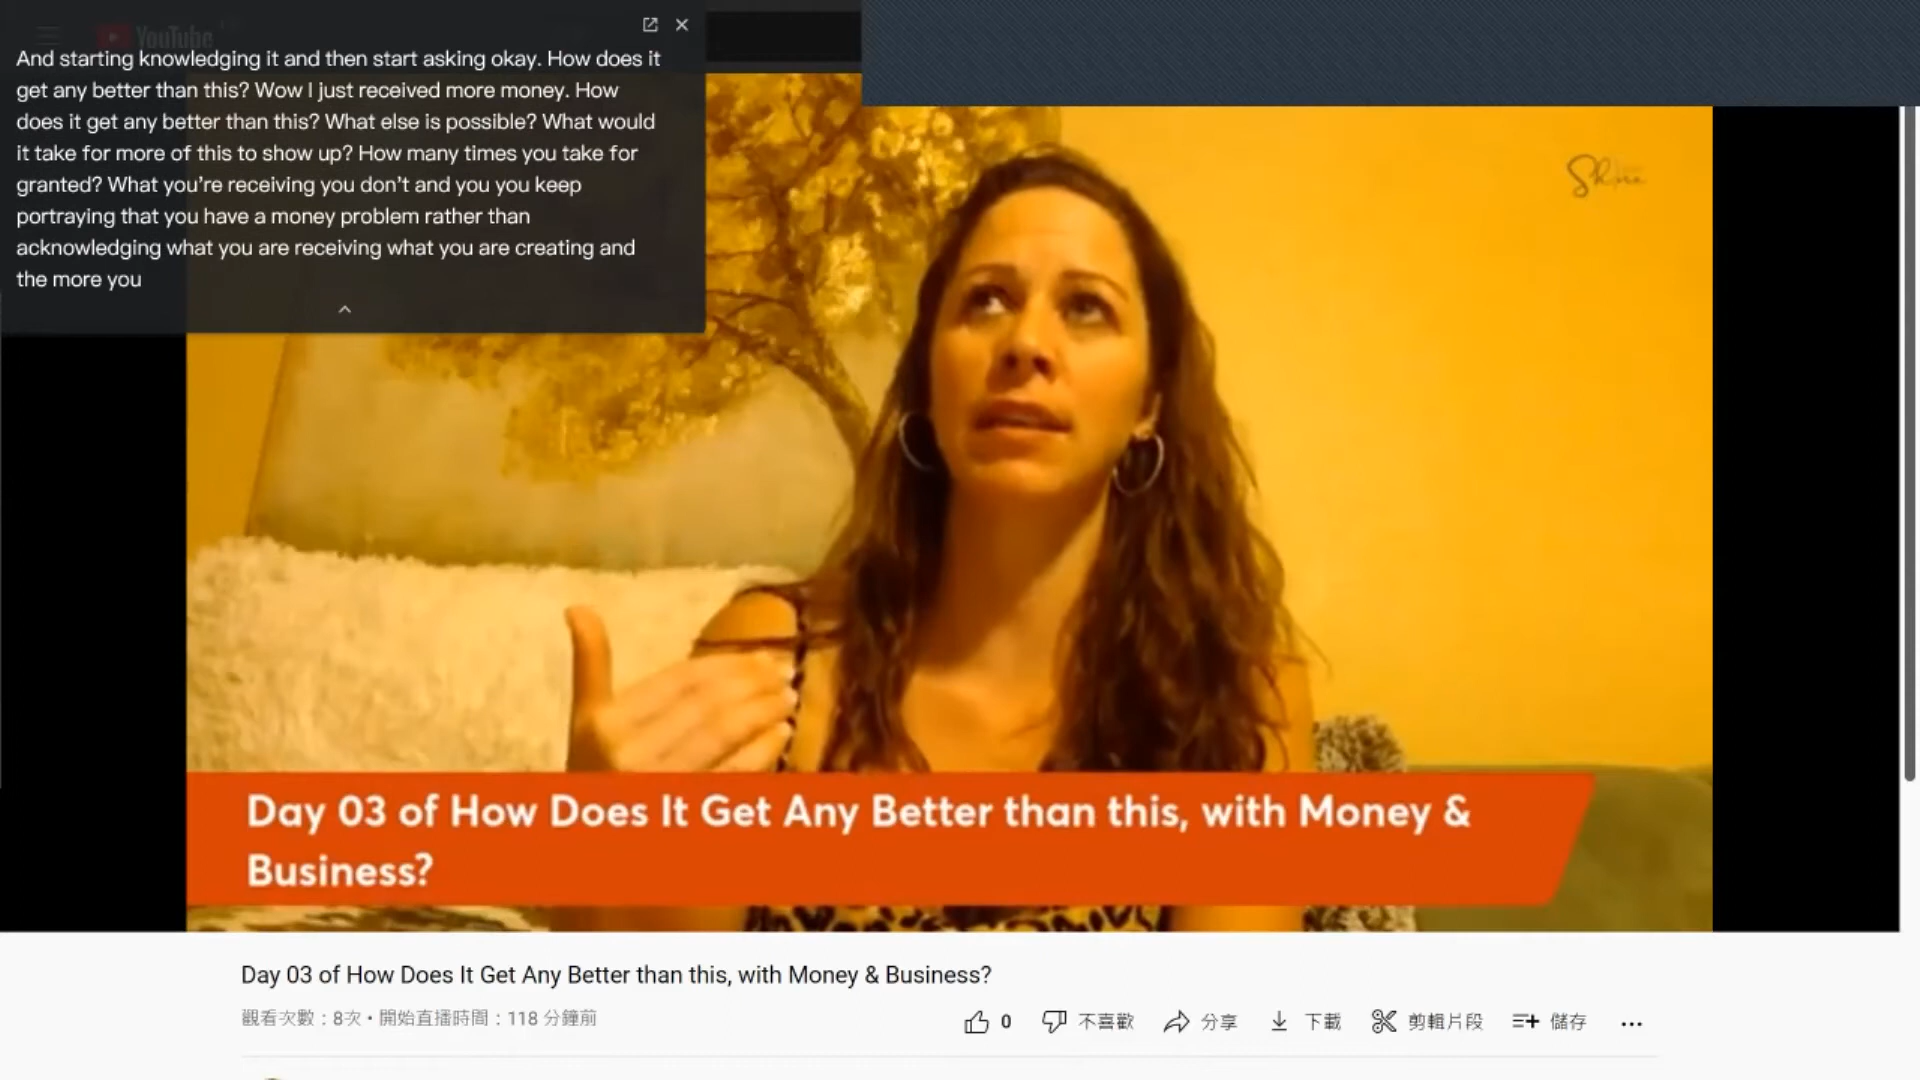 YouTube
And starting knowledging it and then start asking okay. How does it
get any better than this? Wow I just received more money. How
does it get any better than this? What else is possible? What would
it take for more of this to show up? How many times you take for
granted? What you're receiving you don't and you you keep
portraying that you have a money problem rather than
acknowledging what you are receiving what you are creating and
the more you
Shine
Day 03 of How Does It Get Any Better than this, with Money &
Business?
Day 03 of How Does It Get Any Better than this, with Money & Business?
觀看次數：8次 • 開始直播時間：118 分鐘前
0 不喜歡 分享 下載 剪輯片段 儲存